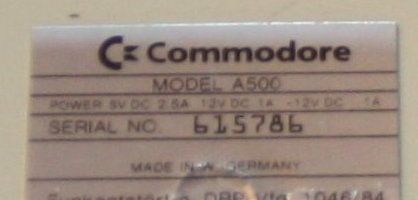 Commodore
MODEL A500
POWER 5V DC 2.5A 12V DC 1A -12V DC .1A
SERIAL NO. 615786
MADE IN W. GERMANY
DBP Vfg. 1046/84